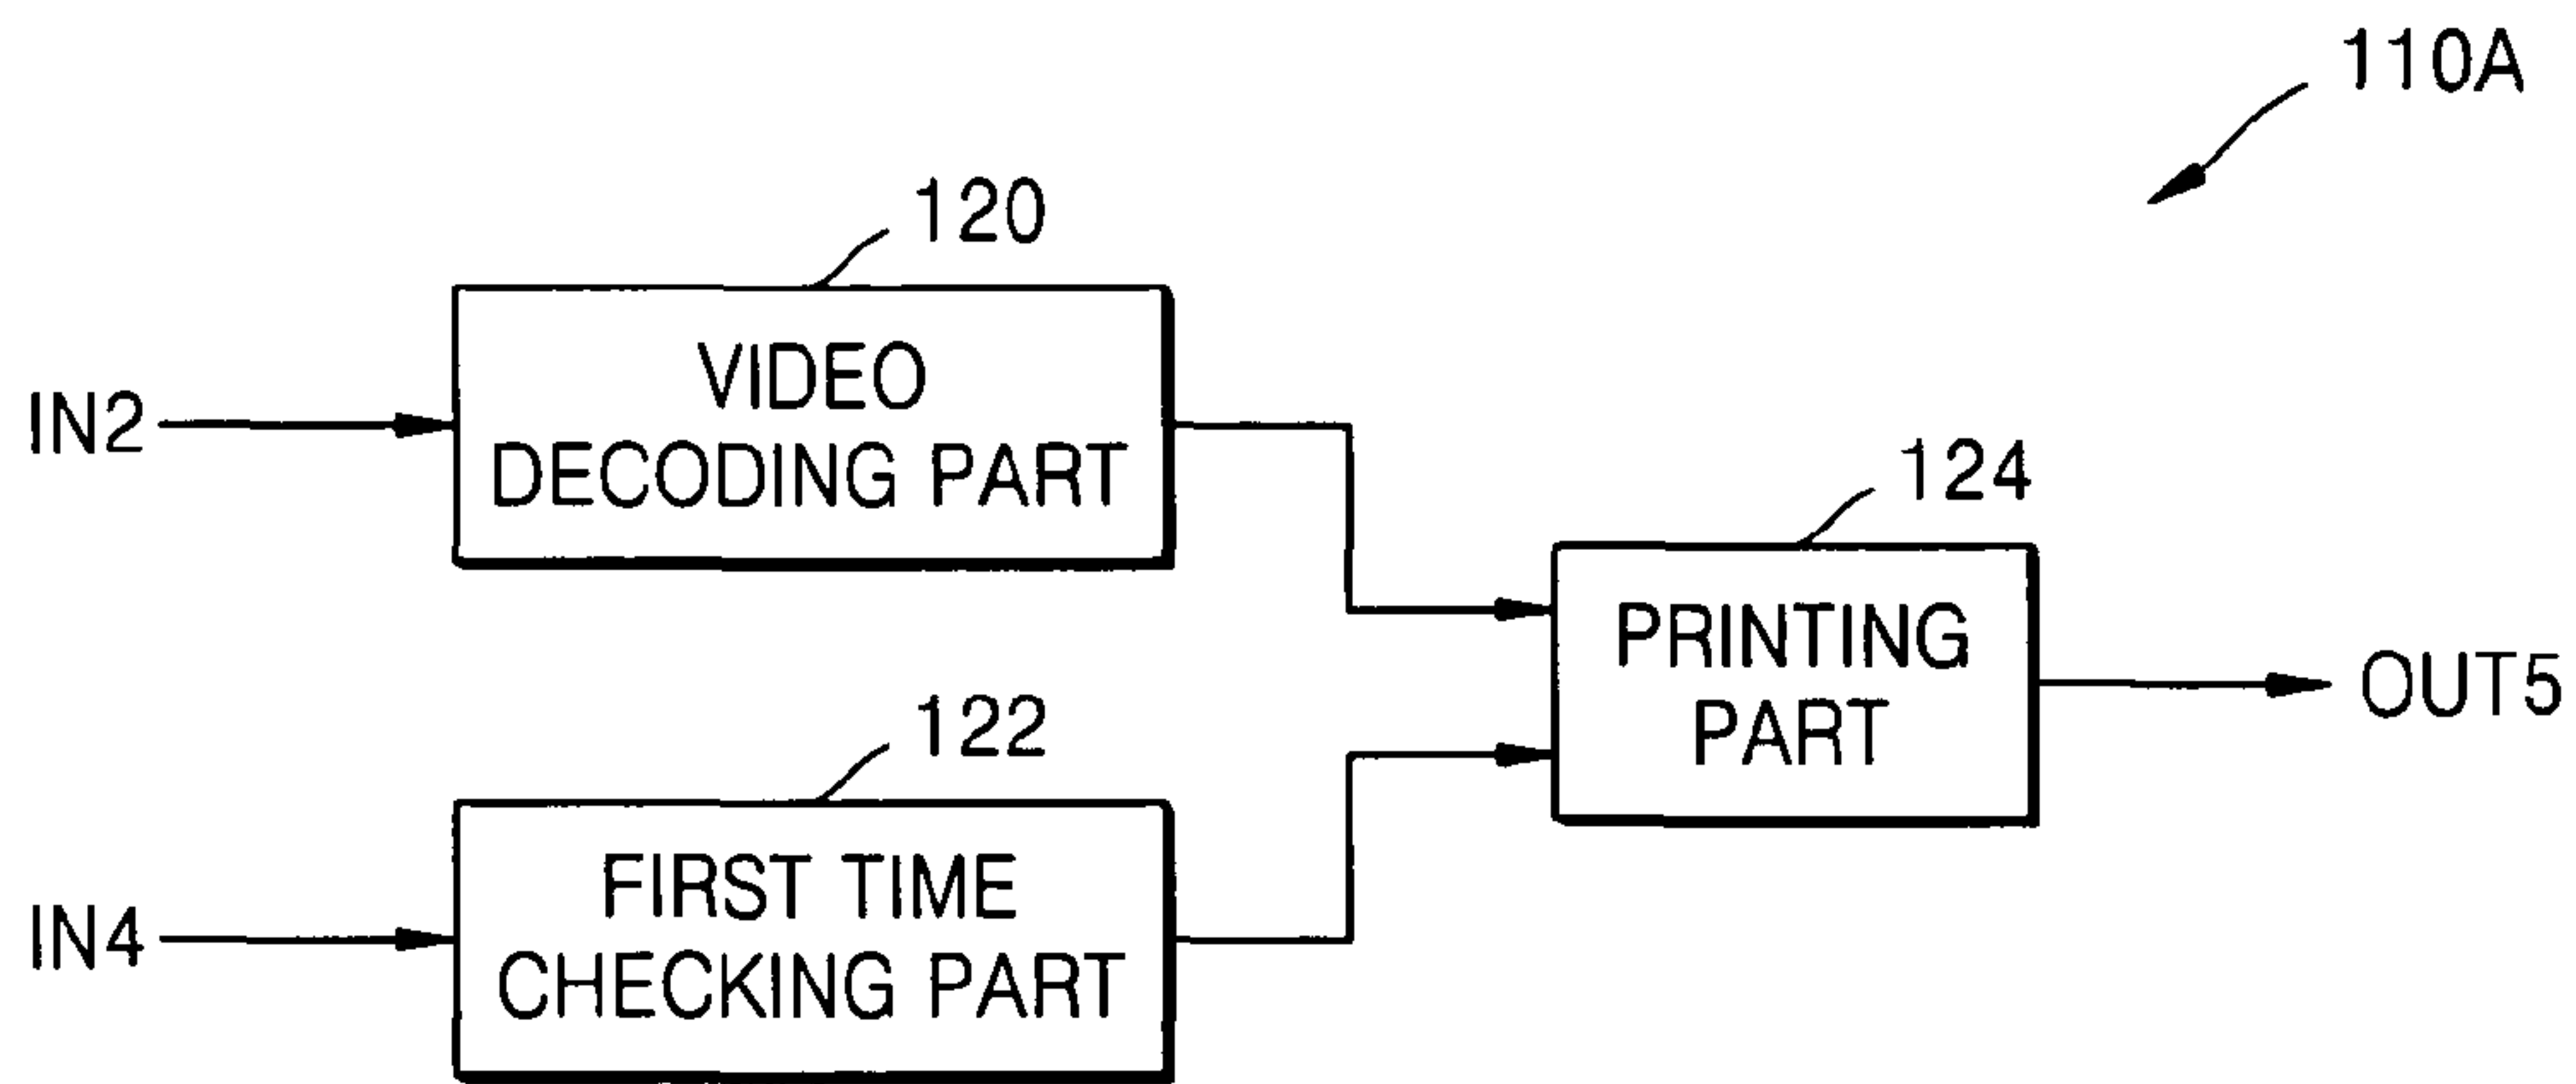 110A
120
VIDEO
DECODING PART
IN2
124
PRINTING
PART
OUT5
122
FIRST TIME
CHECKING PART
IN4